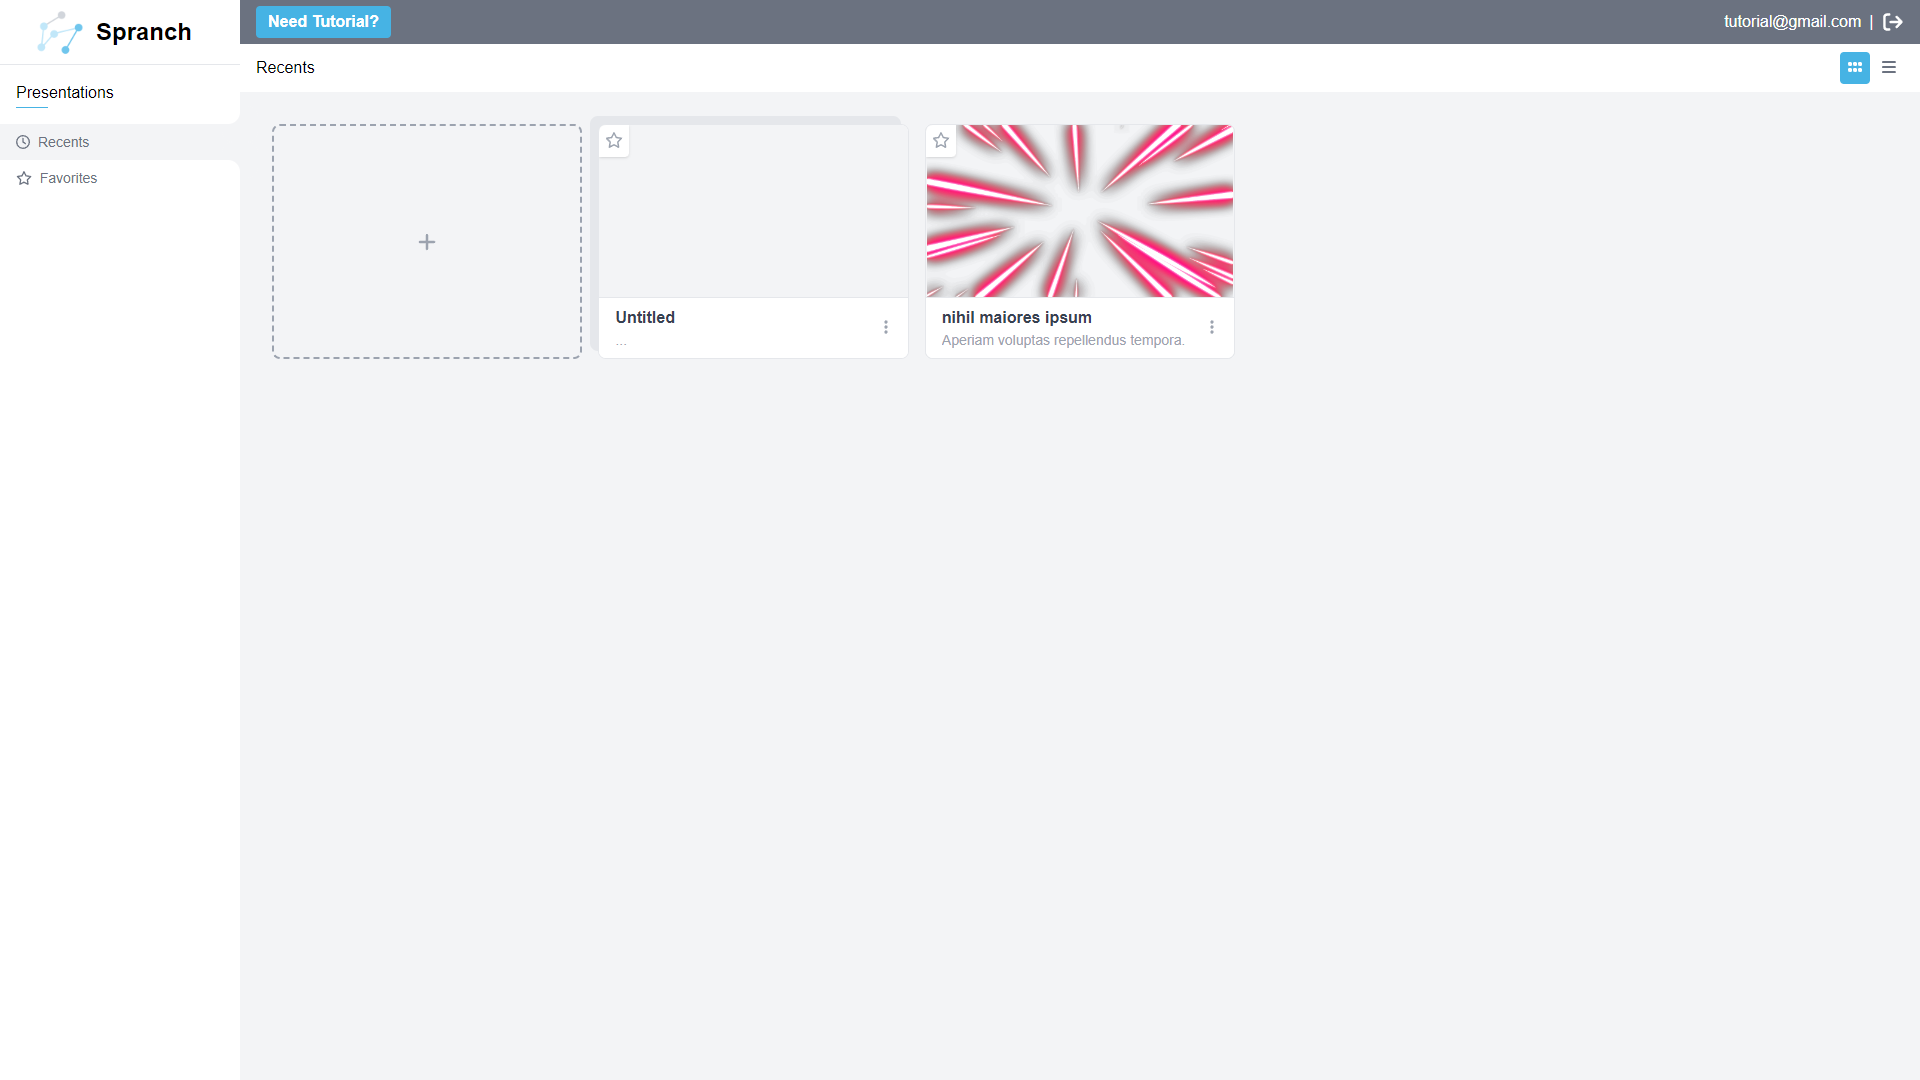 Spranch
Need Tutorial?
tutorial@gmail.com |
Recents
Presentations
Recents
Favorites
Untitled
...
nihil maiores ipsum
Aperiam voluptas repellendus tempora.